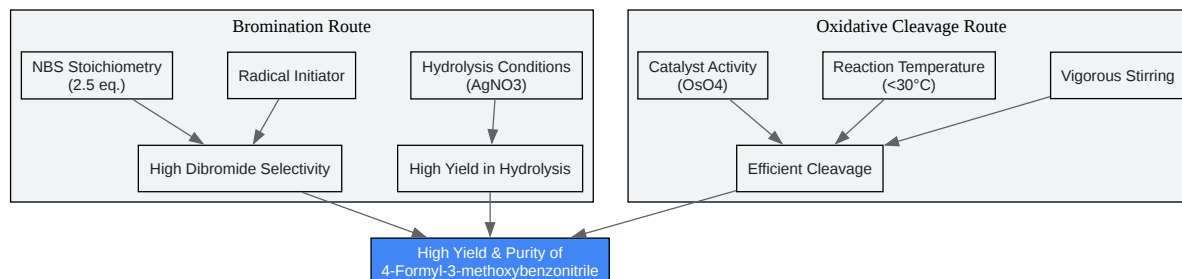 Bromination Route
NBS Stoichiometry
(2.5 eq.)
Radical Initiator
Hydrolysis Conditions
(AgNO3)
High Dibromide Selectivity
High Yield in Hydrolysis
Oxidative Cleavage Route
Catalyst Activity
(OsO4)
Reaction Temperature
(<30°C)
Vigorous Stirring
Efficient Cleavage
High Yield & Purity of
4-Formyl-3-methoxybenzonitrile